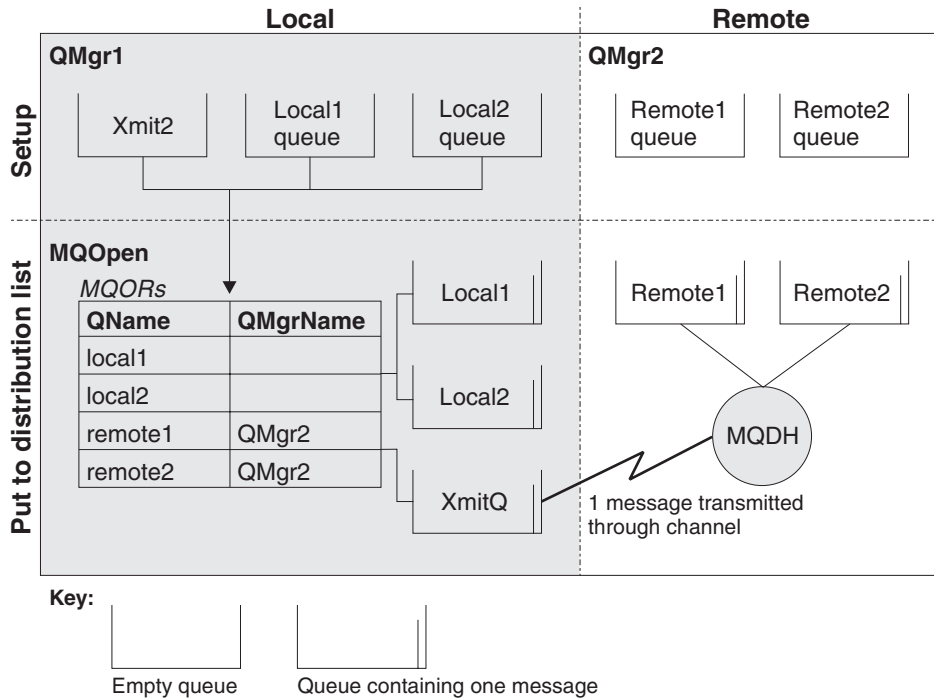 Local
Remote
Setup
QMgr1
QMgr2
Xmit2
Local1
queue
Local2
queue
Remote1
queue
Remote2
queue
Put to distribution list
MQOpen
MQORs
QName QMgrName
local1
local2
remote1 QMgr2
remote2 QMgr2
Local1
Local2
XmitQ
Remote1
Remote2
MQDH
1 message transmitted
through channel
Key:
Empty queue
Queue containing one message